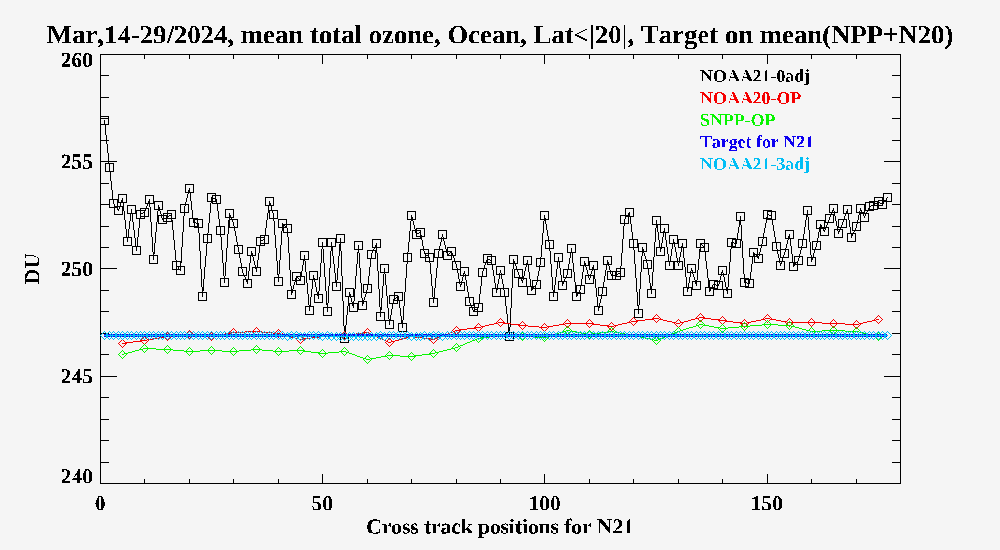 Mar,14-29/2024, mean total ozone, Ocean, Lat<|20|, Target on mean(NPP+N20)
260
NOAA21-0adj
NOAA20-OP
SNPP-OP
Target for N21
NOAA21-3adj
255
DU
250
245
240
0 50 100 150
Cross track positions for N21